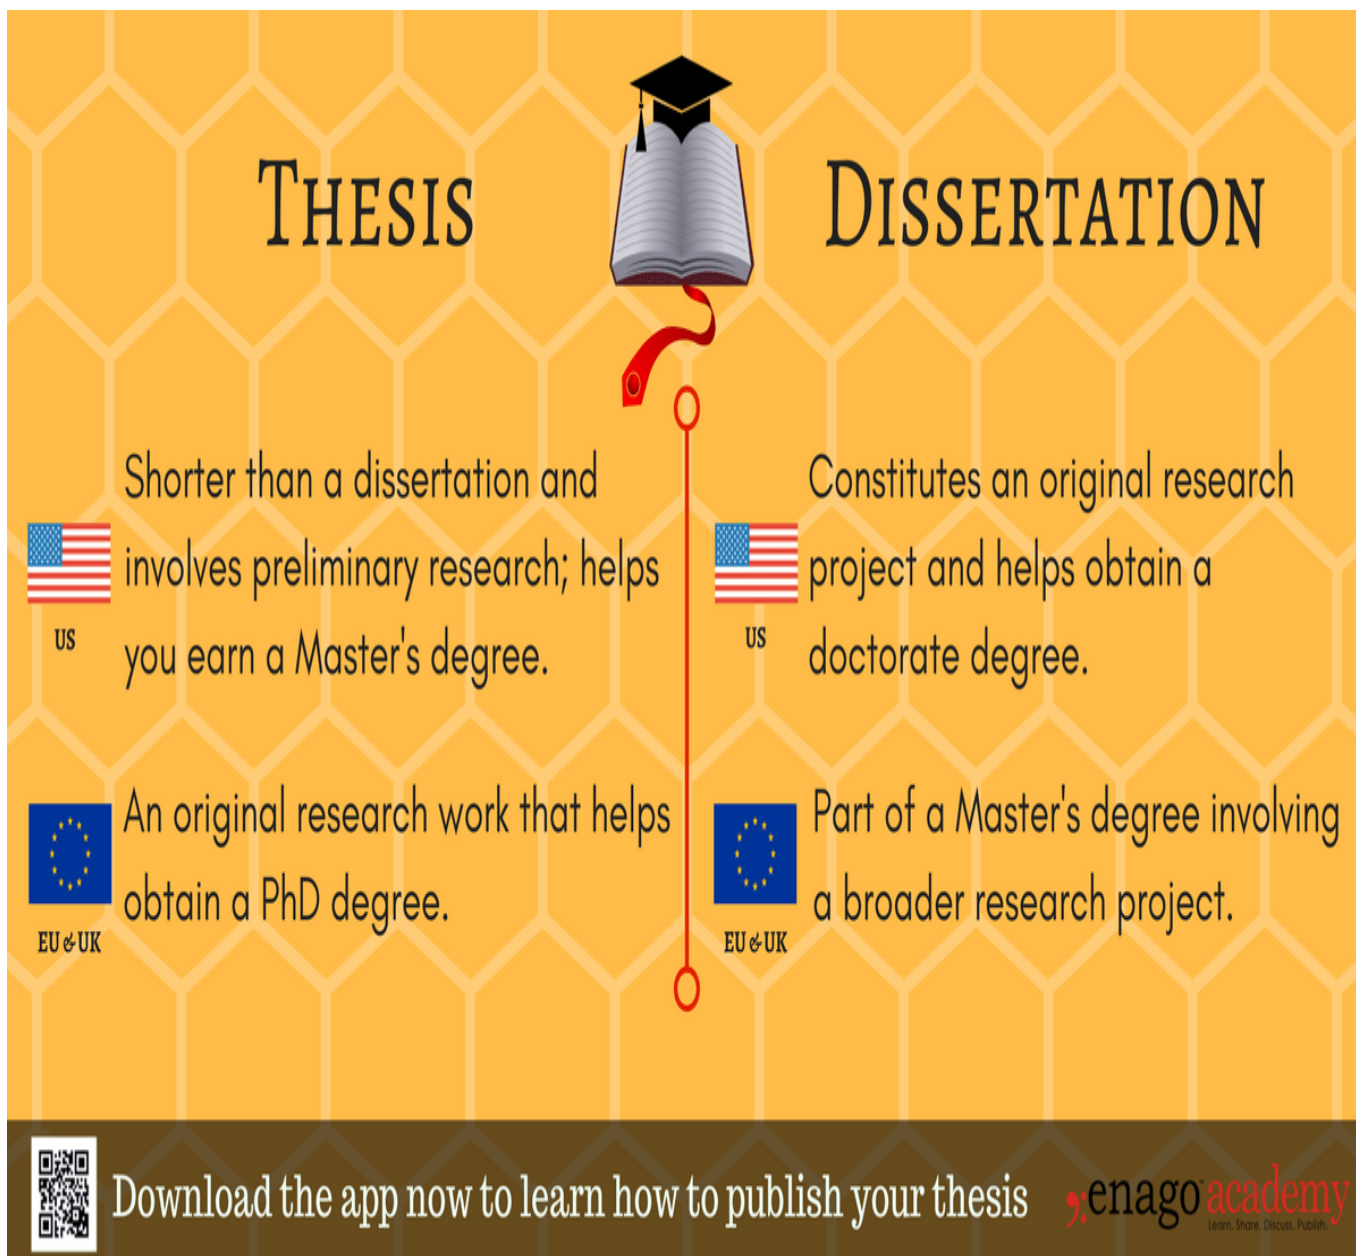 THESIS
DISSERTATION
Shorter than a dissertation and
involves preliminary research; helps
you earn a Master's degree.
US
Constitutes an original research
project and helps obtain a
doctorate degree.
US
An original research work that helps
obtain a PhD degree.
EU & UK
Part of a Master's degree involving
a broader research project.
EU & UK
Download the app now to learn how to publish your thesis
enago academy
Learn. Share. Discuss. Publish.